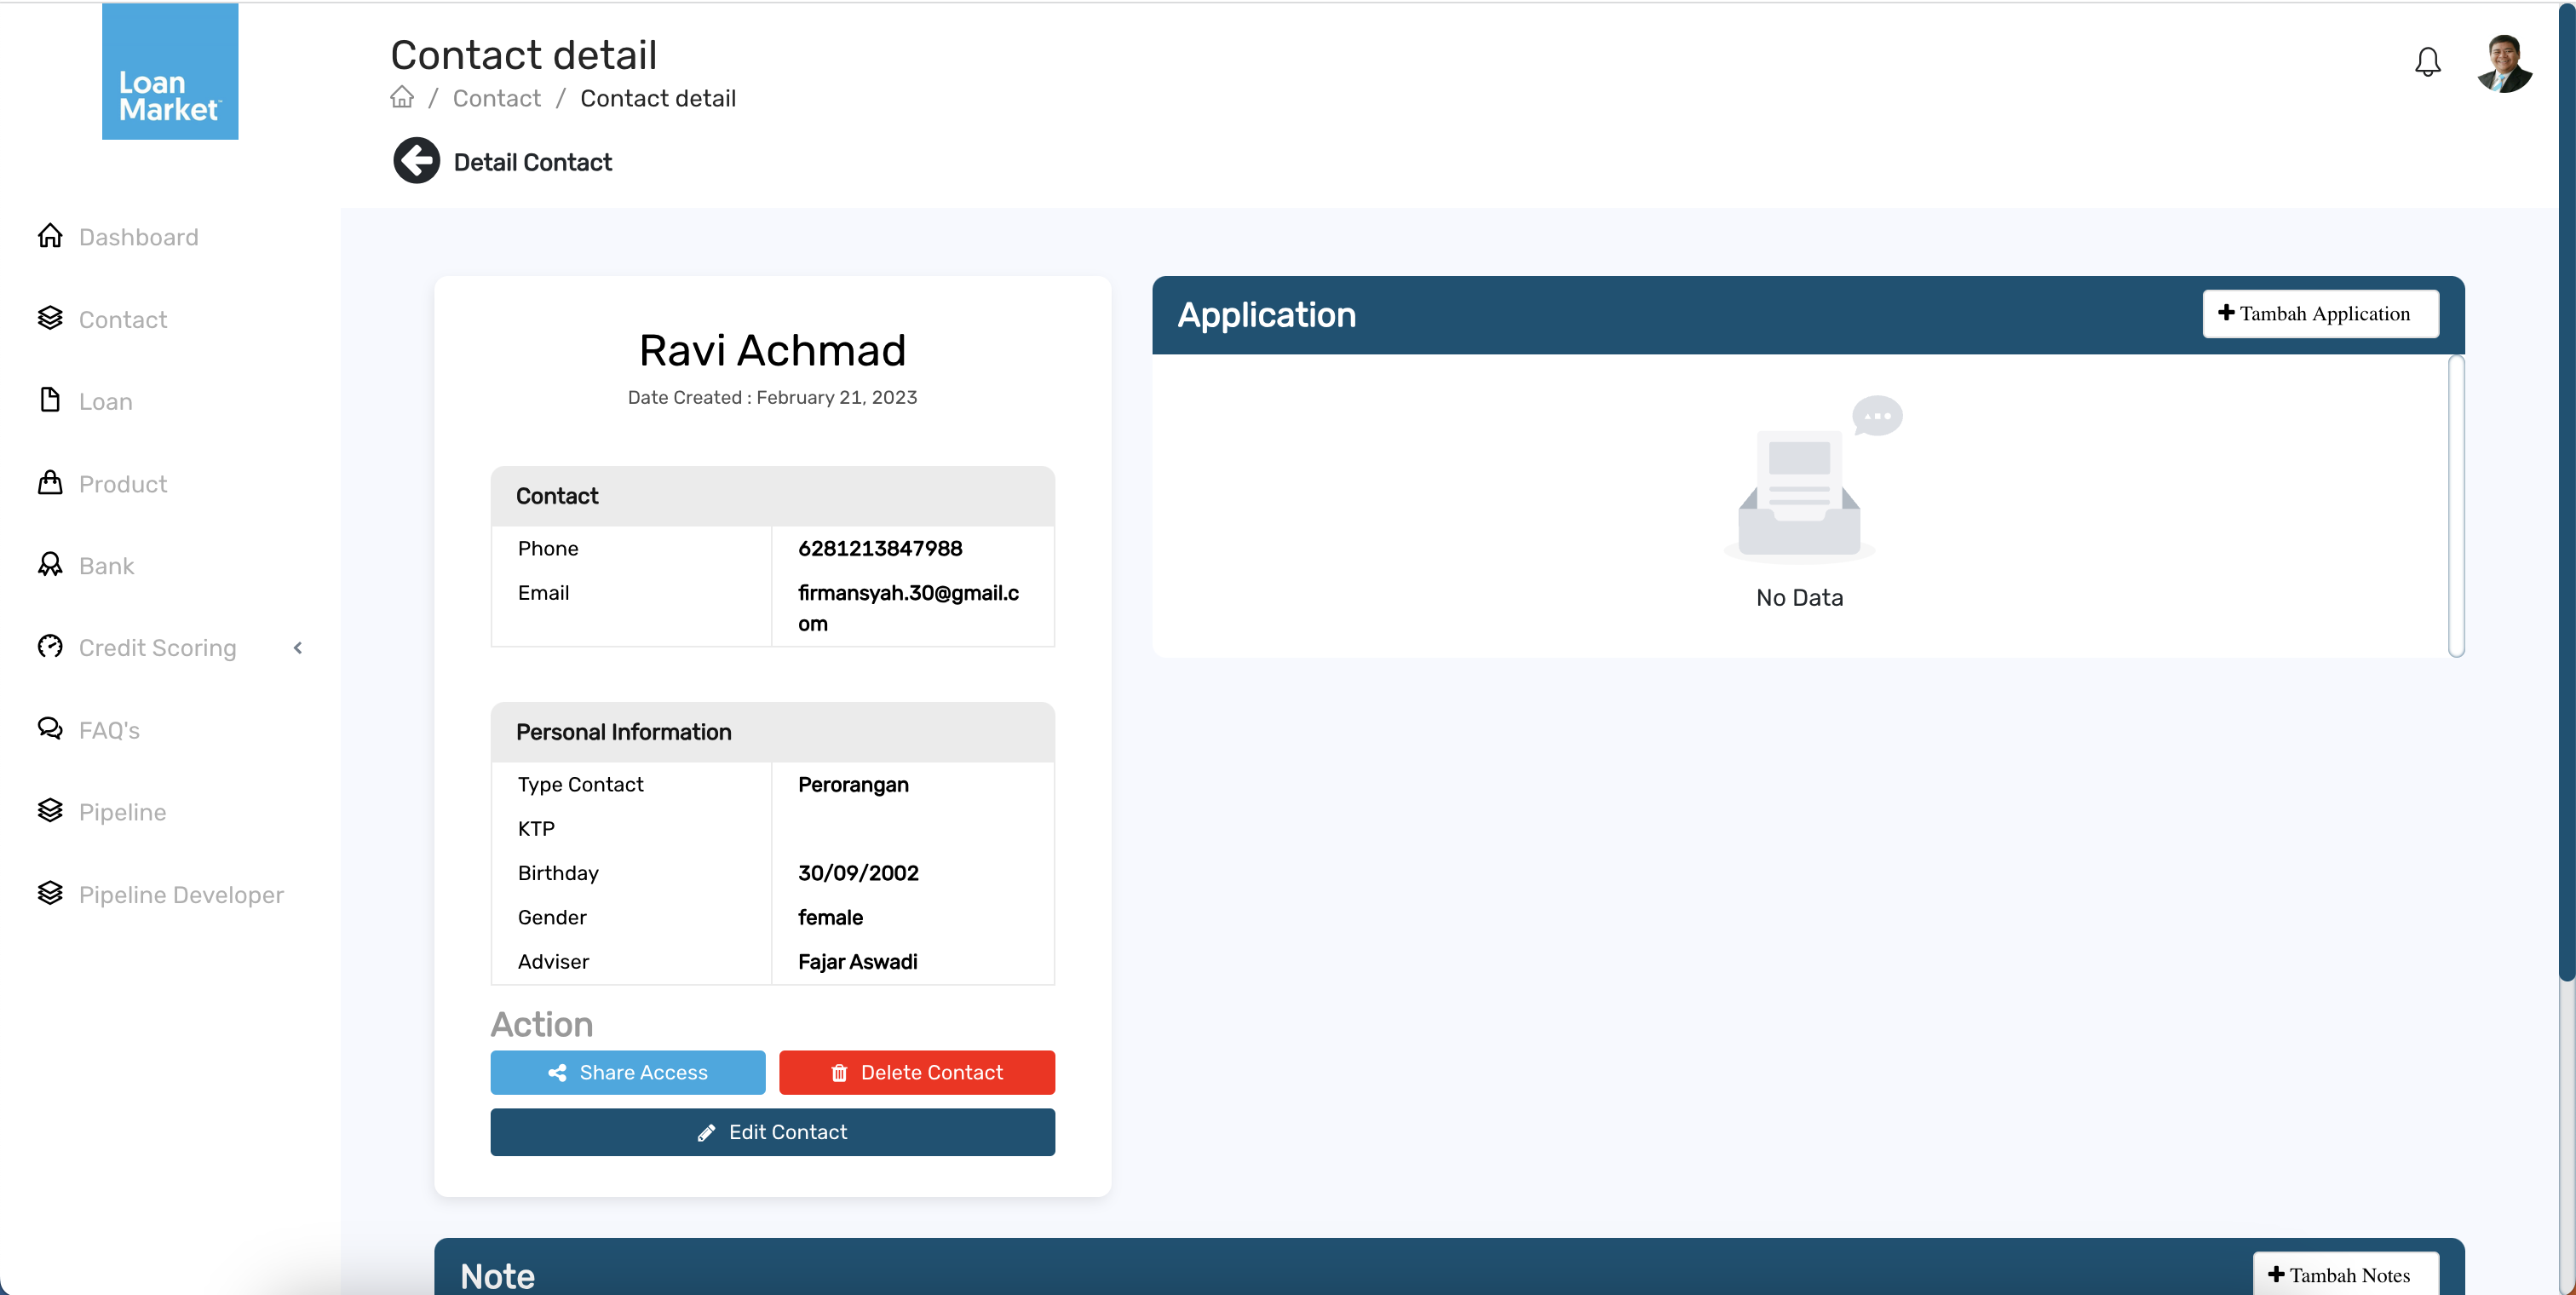 Loan
Market
Contact detail
/ Contact / Contact detail
Detail Contact
Dashboard
Contact
Loan
Product
Bank
Credit Scoring
FAQ's
Pipeline
Pipeline Developer
Ravi Achmad
Date Created : February 21, 2023
Contact
Phone 6281213847988
Email firmansyah.30@gmail.c
om
Personal Information
Type Contact Perorangan
KTP
Birthday 30/09/2002
Gender female
Adviser Fajar Aswadi
Action
Share Access
Delete Contact
Edit Contact
Application
Tambah Application
No Data
Note
Tambah Notes